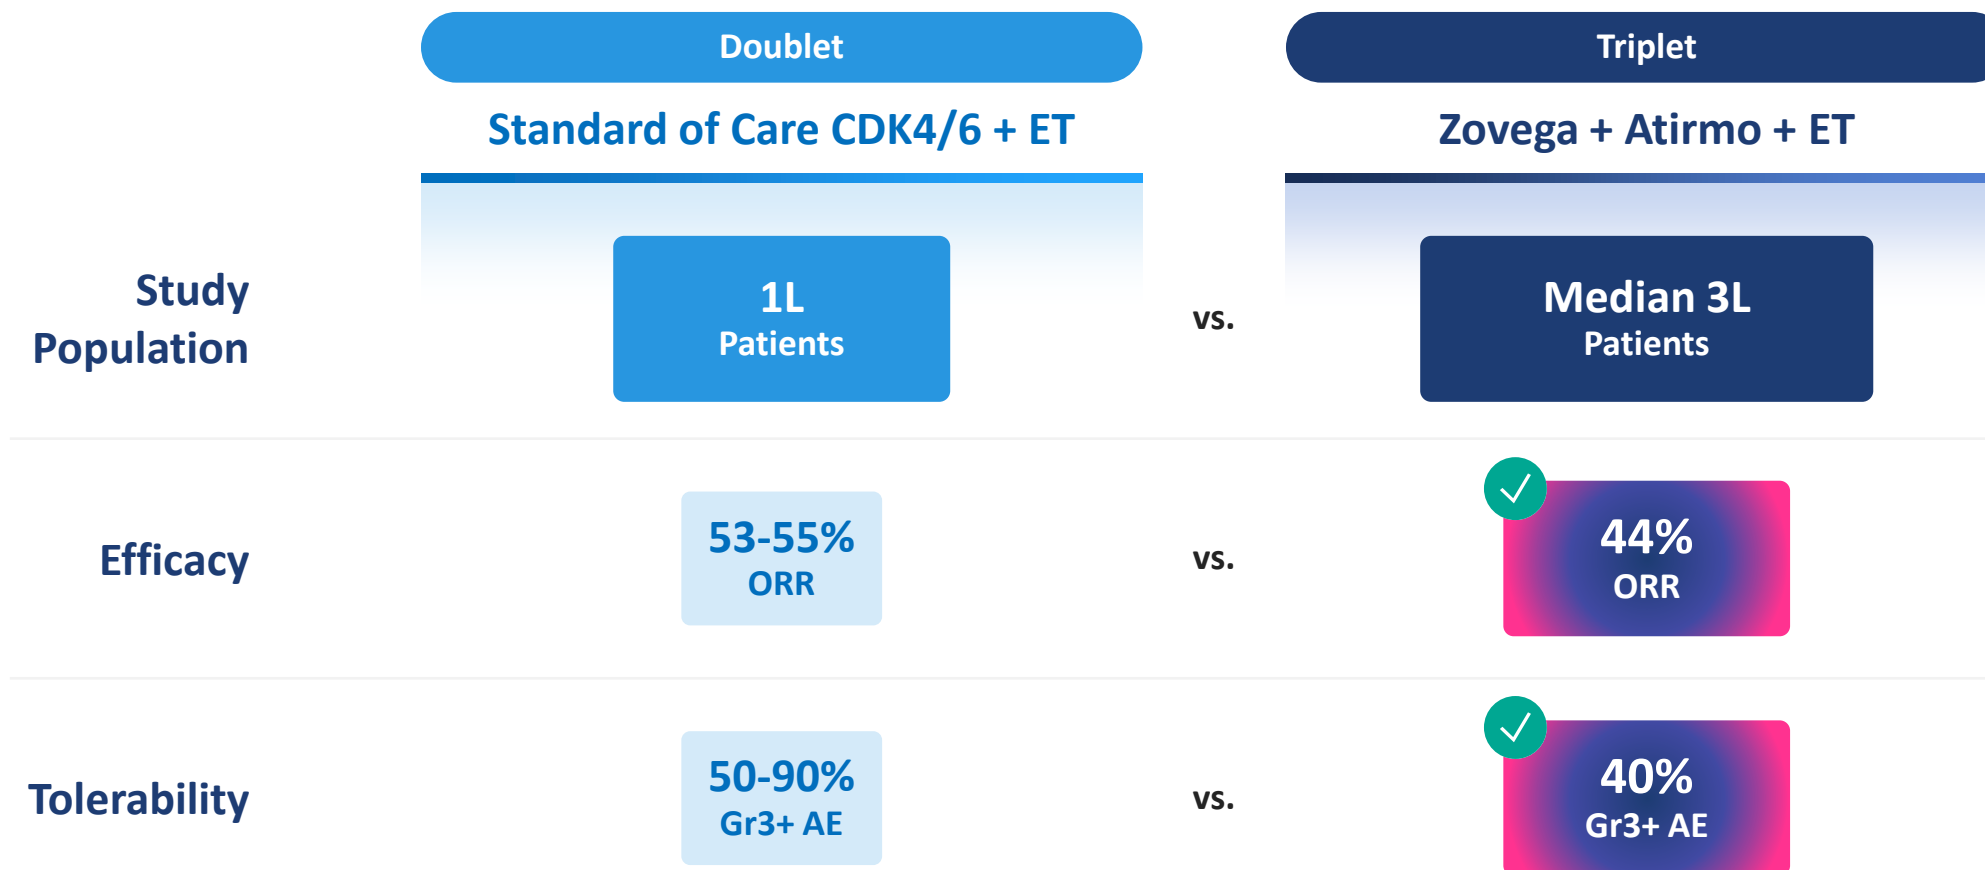 Doublet
Triplet
Standard of Care CDK4/6 + ET
Zovega + Atirmo + ET
Study
Population
1L
Patients
vs.
Median 3L
Patients
Efficacy
53-55%
ORR
vs.
44%
ORR
Tolerability
50-90%
Gr3+ AE
vs.
40%
Gr3+ AE